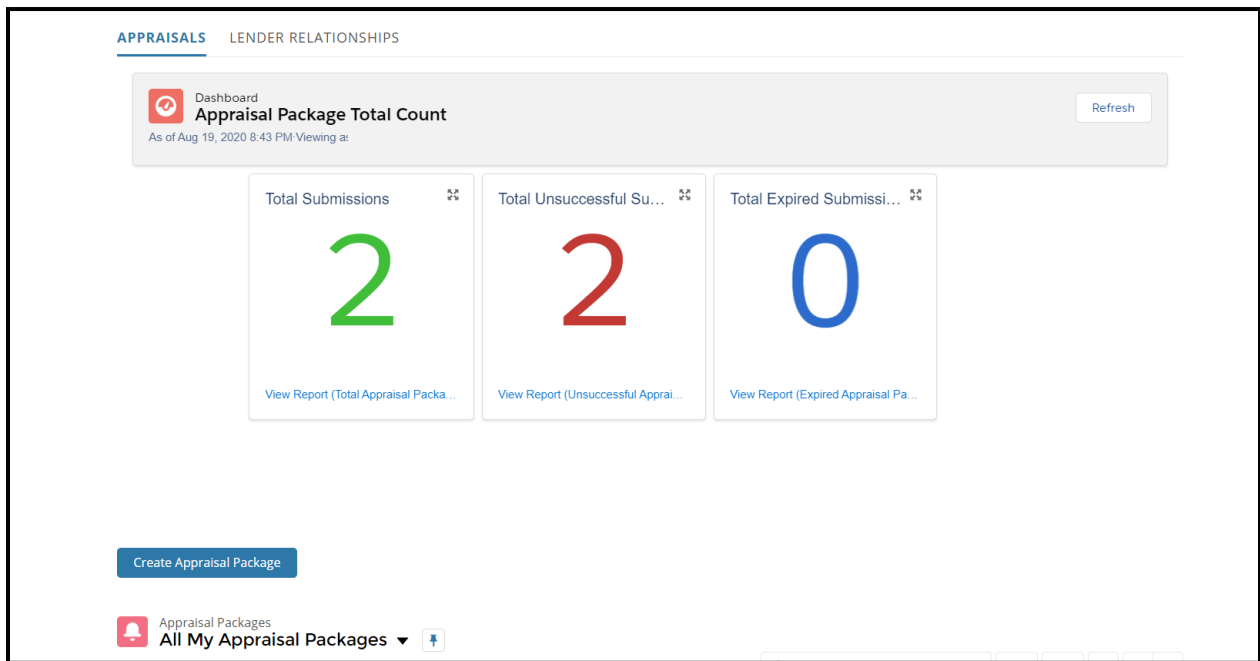 APPRAISALS LENDER RELATIONSHIPS
Dashboard
Appraisal Package Total Count
As of Aug 19, 2020 8:43 PM·Viewing as
Refresh
Total Submissions
2
View Report (Total Appraisal Packa...
Total Unsuccessful Su...
2
View Report (Unsuccessful Apprai...
Total Expired Submissi...
0
View Report (Expired Appraisal Pa...
Create Appraisal Package
Appraisal Packages
All My Appraisal Packages